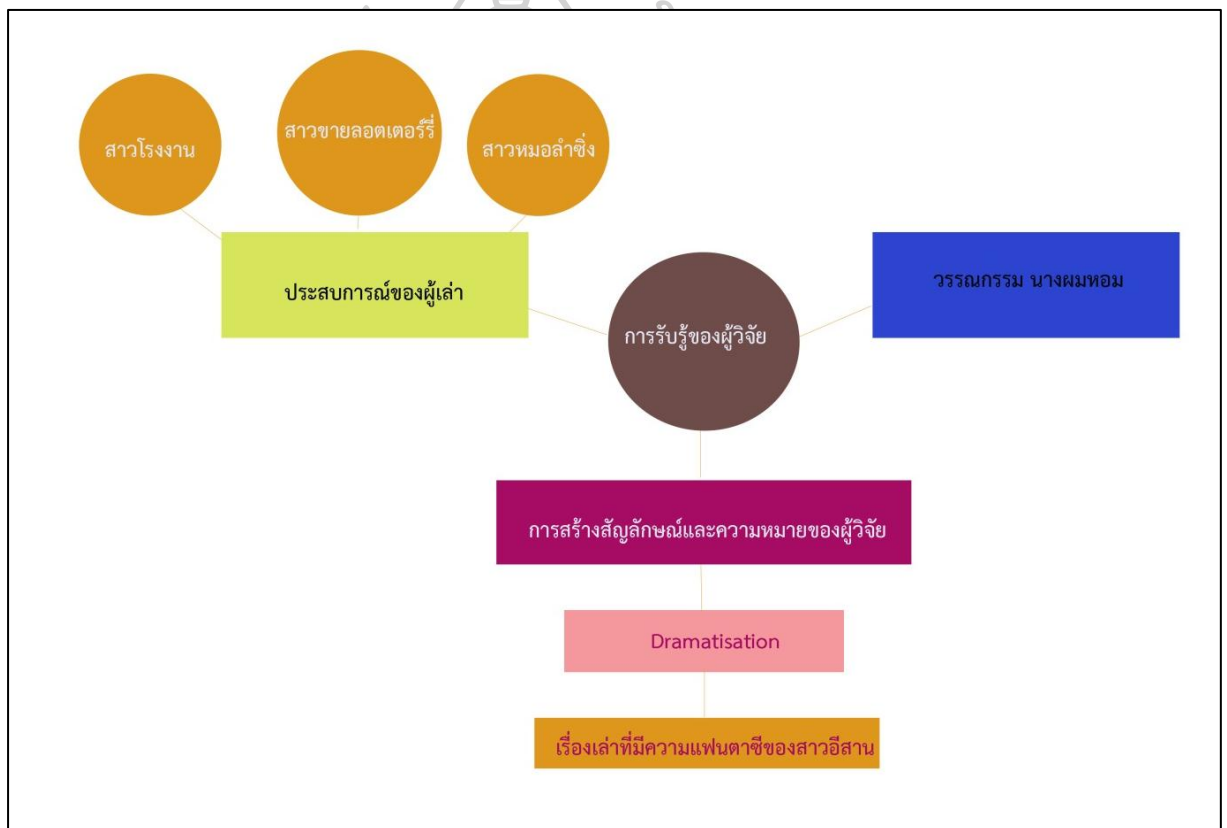 สาวโรงงาน
สาวขายลอตเตอร์รี่
สาวหมอลำซิ่ง
ประสบการณ์ของผู้เล่า
การรับรู้ของผู้วิจัย
วรรณกรรม นางผมหอม
การสร้างสัญลักษณ์และความหมายของผู้วิจัย
Dramatisation
เรื่องเล่าที่มีความแฟนตาซีของสาวอีสาน